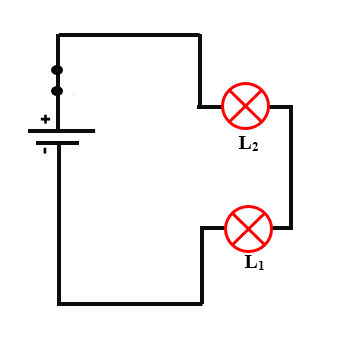 +
-
L₂
L₁